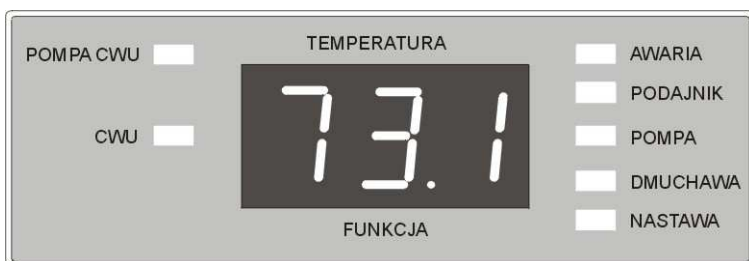 POMPA CWU
CWU
TEMPERATURA
73.1
FUNKCJA
AWARIA
PODAJNIK
POMPA
DMUCHAWA
NASTAWA